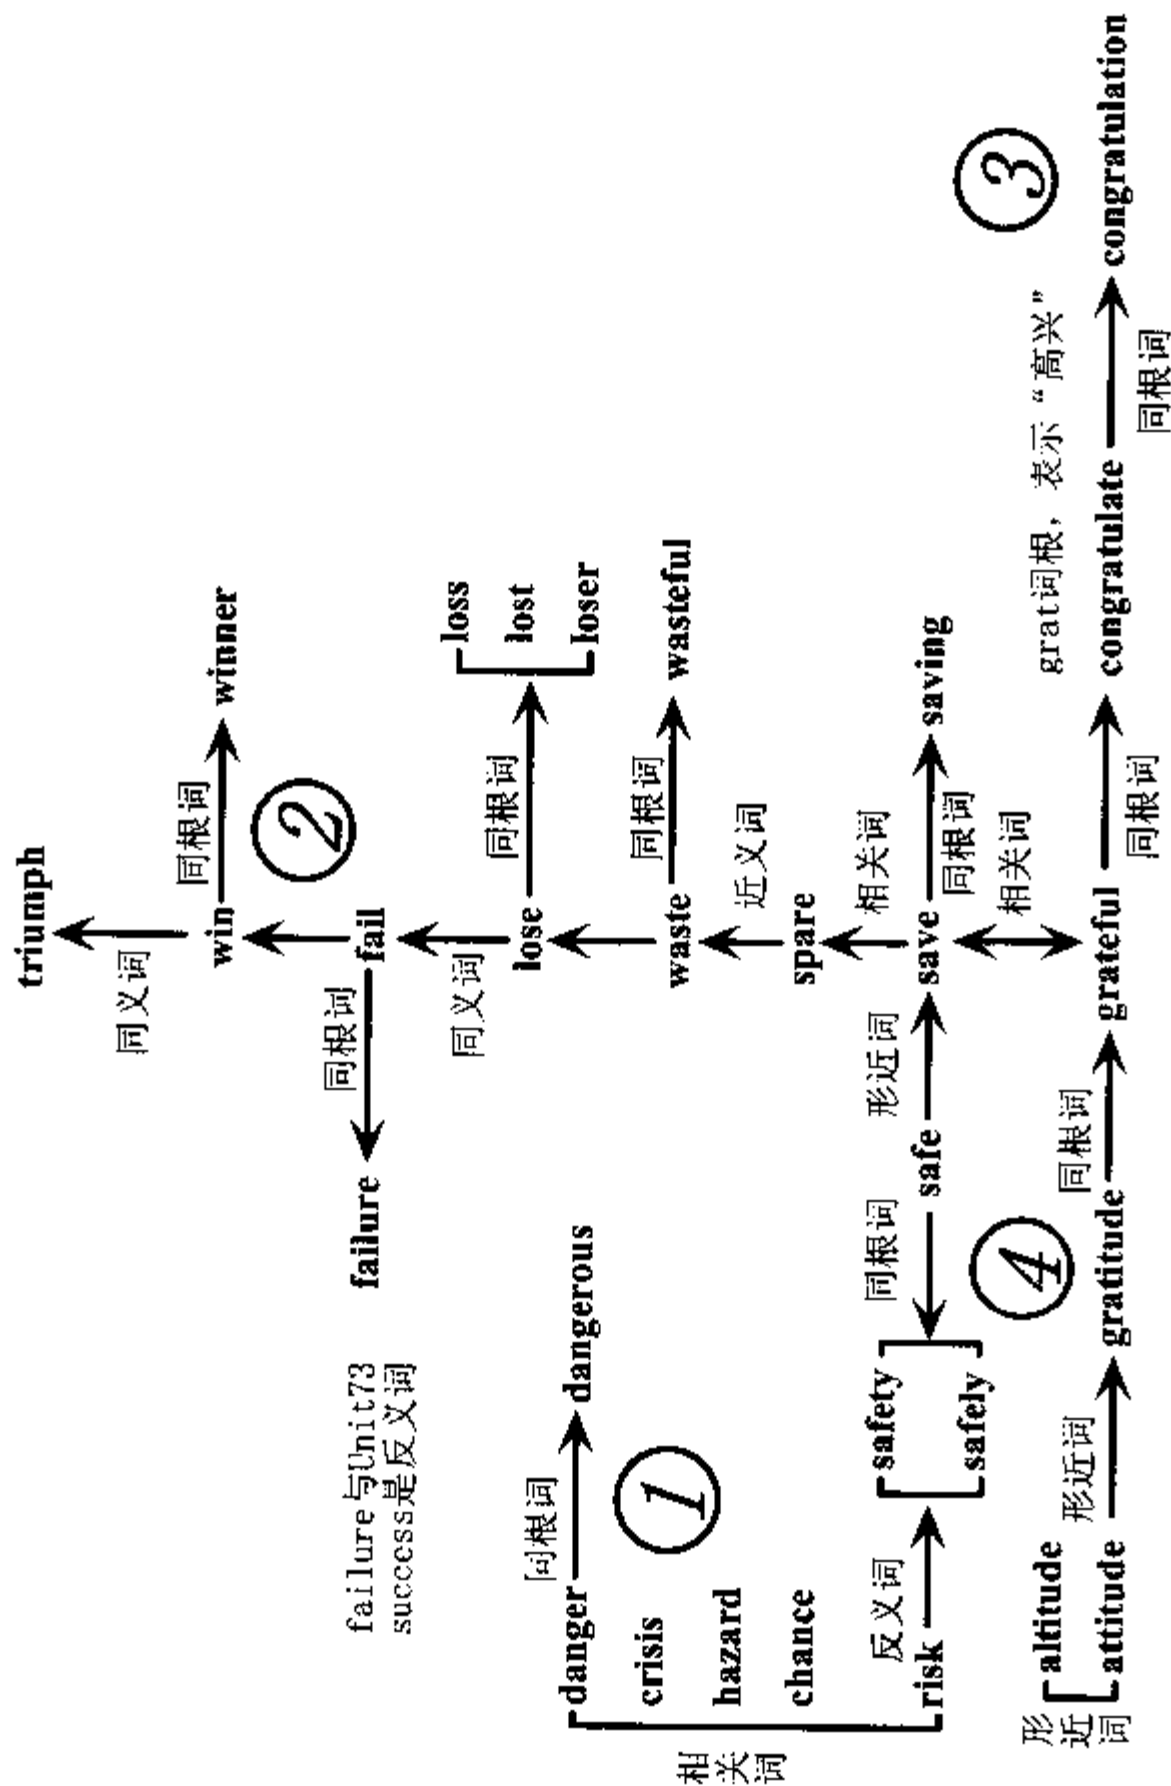 triumph
同义词
win
同根词
winner
②
failure
同根词
fail
failure与Unit73
success是反义词
同义词
lose
同根词
loss
lost
loser
danger
同根词
dangerous
①
crisis
hazard
chance
相关词
waste
同根词
wasteful
近义词
spare
相关词
risk
反义词
safety
safely
同根词
safe
形近词
save
同根词
saving
④
相关词
③
grat词根，表示“高兴”
形近词
altitude
attitude
形近词
gratitude
同根词
grateful
同根词
congratulate
同根词
congratulation